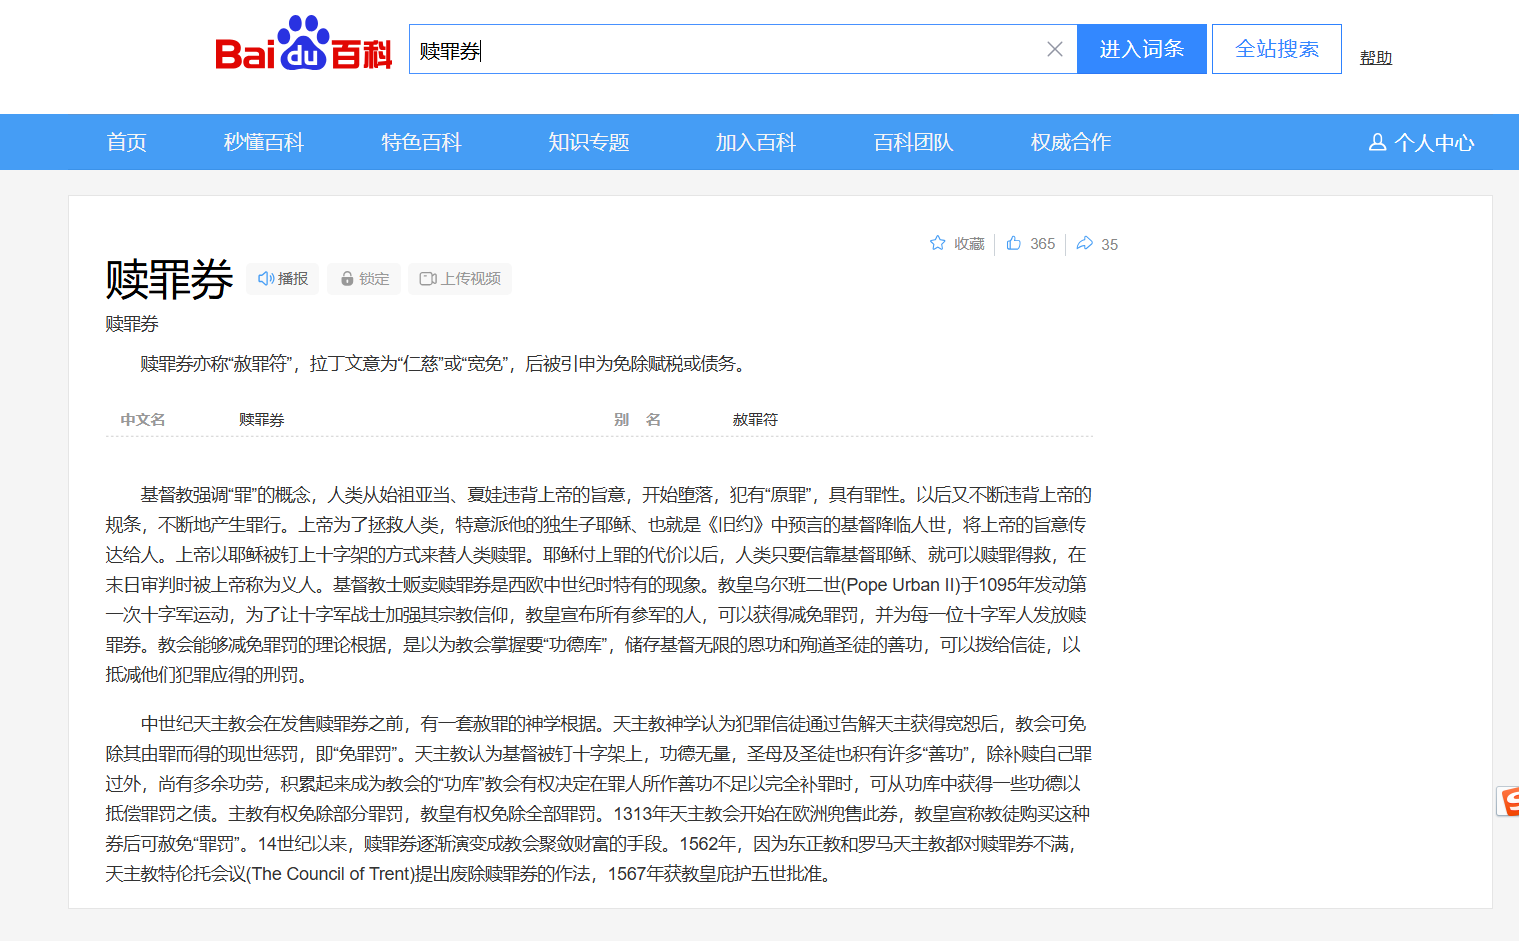 Bai du 百科
赎罪券
进入词条
全站搜索
帮助
首页 秒懂百科 特色百科 知识专题 加入百科 百科团队 权威合作 个人中心
收藏 365 35
赎罪券 播报 锁定 上传视频
赎罪券
赎罪券亦称“赦罪符”，拉丁文意为“仁慈”或“宽免”，后被引申为免除赋税或债务。
中文名 赎罪券 别 名 赦罪符
基督教强调“罪”的概念，人类从始祖亚当、夏娃违背上帝的旨意，开始堕落，犯有“原罪”，具有罪性。以后又不断违背上帝的
规条，不断地产生罪行。上帝为了拯救人类，特意派他的独生子耶稣、也就是《旧约》中预言的基督降临人世，将上帝的旨意传
达给人。上帝以耶稣被钉上十字架的方式来替人类赎罪。耶稣付上罪的代价以后，人类只要信靠基督耶稣、就可以赎罪得救，在
末日审判时被上帝称为义人。基督教士贩卖赎罪券是西欧中世纪时特有的现象。教皇乌尔班二世(Pope Urban II)于1095年发动第
一次十字军运动，为了让十字军战士加强其宗教信仰，教皇宣布所有参军的人，可以获得减免罪罚，并为每一位十字军人发放赎
罪券。教会能够减免罪罚的理论根据，是以为教会掌握要“功德库”，储存基督无限的恩功和殉道圣徒的善功，可以拨给信徒，以
抵减他们犯罪应得的刑罚。
中世纪天主教会在发售赎罪券之前，有一套赦罪的神学根据。天主教神学认为犯罪信徒通过告解天主获得宽恕后，教会可免
除其由罪而得的现世惩罚，即“免罪罚”。天主教认为基督被钉十字架上，功德无量，圣母及圣徒也积有许多“善功”，除补赎自己罪
过外，尚有多余功劳，积累起来成为教会的“功库”教会有权决定在罪人所作善功不足以完全补罪时，可从功库中获得一些功德以
抵偿罪罚之债。主教有权免除部分罪罚，教皇有权免除全部罪罚。1313年天主教会开始在欧洲兜售此券，教皇宣称教徒购买这种
券后可赦免“罪罚”。14世纪以来，赎罪券逐渐演变成教会聚敛财富的手段。1562年，因为东正教和罗马天主教都对赎罪券不满，
天主教特伦托会议(The Council of Trent)提出废除赎罪券的作法，1567年获教皇庇护五世批准。